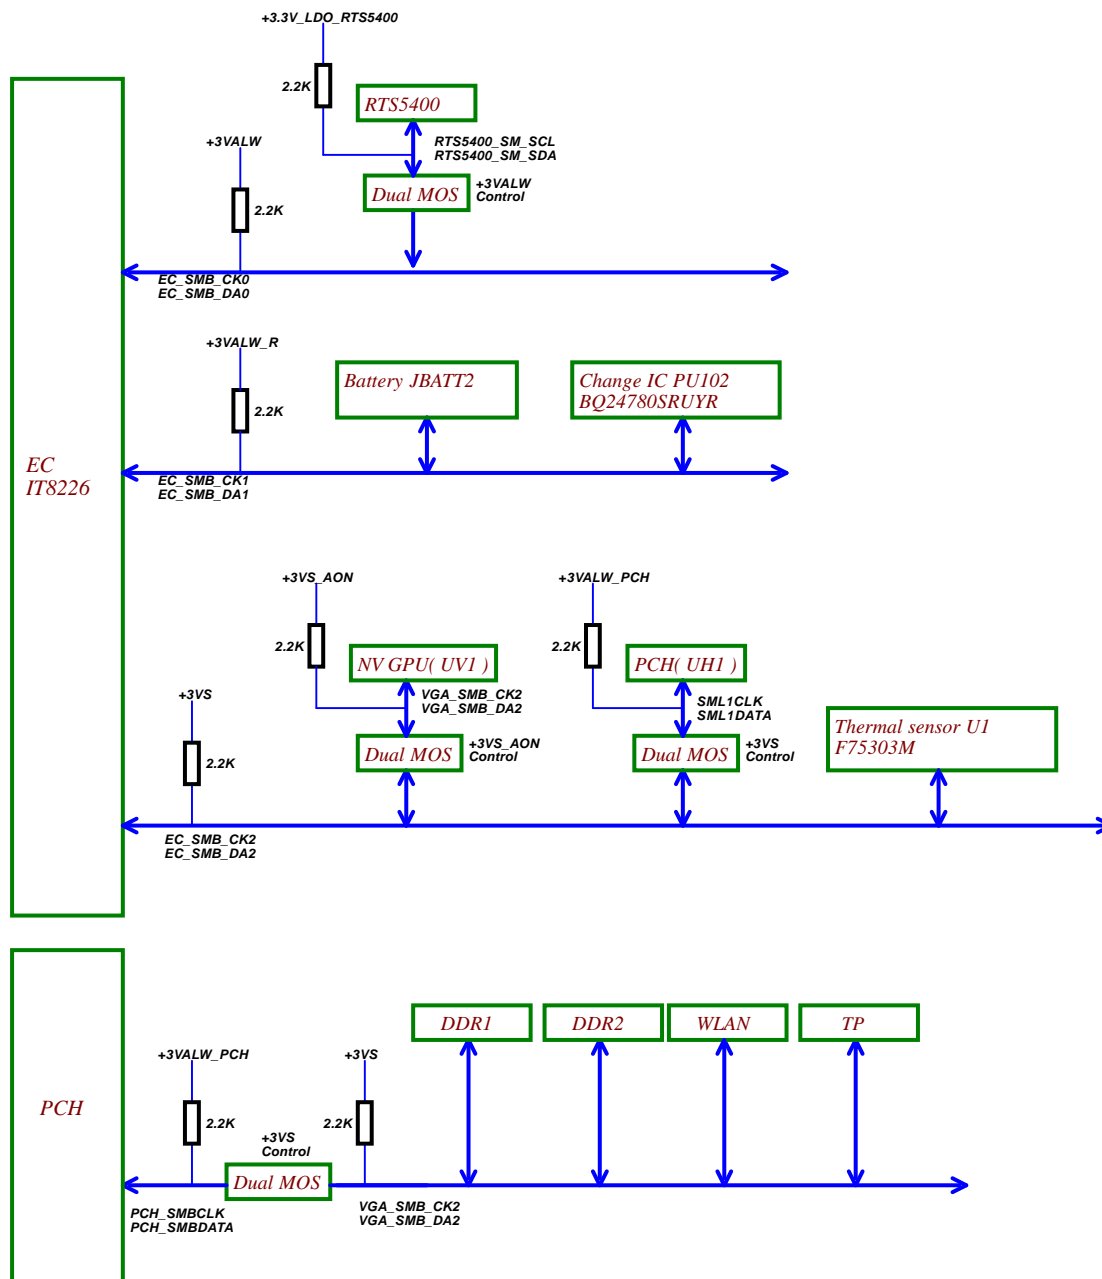 +3.3V_LDO_RTS5400
2.2K
RTS5400
RTS5400_SM_SCL
RTS5400_SM_SDA
+3VALW
2.2K
Dual MOS
+3VALW
Control
EC_SMB_CK0
EC_SMB_DA0
+3VALW_R
2.2K
Battery JBATT2
Change IC PU102
BQ24780SRUYR
EC
IT8226
EC_SMB_CK1
EC_SMB_DA1
+3VS_AON
2.2K
NV GPU( UV1 )
VGA_SMB_CK2
VGA_SMB_DA2
+3VALW_PCH
2.2K
PCH( UH1 )
SML1CLK
SML1DATA
+3VS
2.2K
Dual MOS
+3VS_AON
Control
Dual MOS
+3VS
Control
Thermal sensor U1
F75303M
EC_SMB_CK2
EC_SMB_DA2
DDR1
DDR2
WLAN
TP
PCH
+3VALW_PCH
2.2K
+3VS
2.2K
+3VS
Control
Dual MOS
PCH_SMBCLK
PCH_SMBDATA
VGA_SMB_CK2
VGA_SMB_DA2